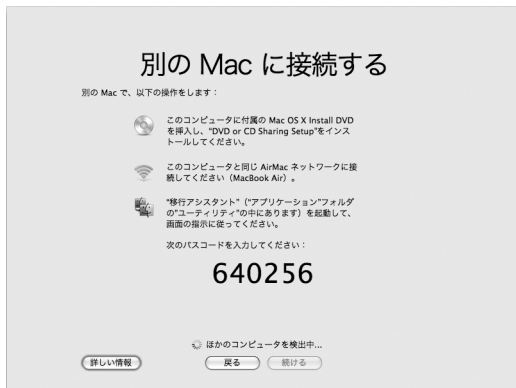 別の Mac に接続する
別の Mac で、以下の操作をします：
このコンピュータに付属の Mac OS X Install DVD
を挿入し、“DVD or CD Sharing Setup”をインス
トールしてください。
このコンピュータと同じ AirMac ネットワークに接
続してください（MacBook Air）。
“移行アシスタント”（“アプリケーション”フォルダ
の“ユーティリティ”の中にあります）を起動して、
画面の指示に従ってください。
次のパスコードを入力してください：
640256
ほかのコンピュータを検出中...
詳しい情報
戻る
続ける